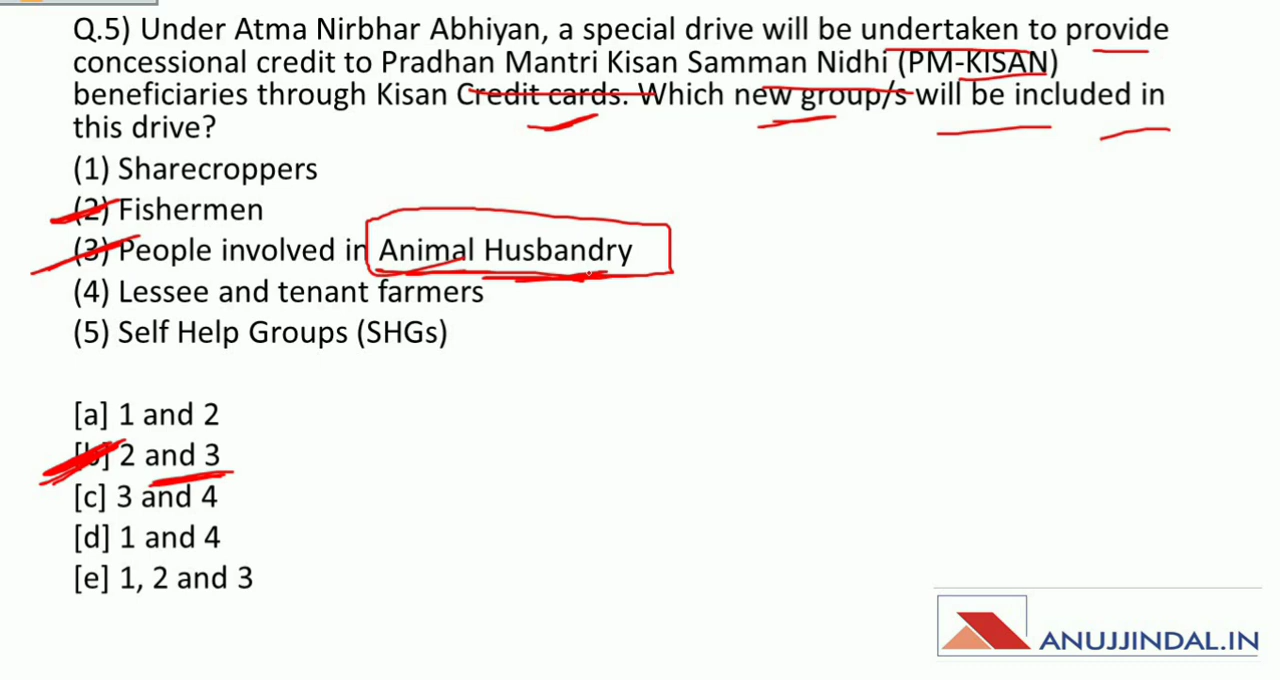 Q.5) Under Atma Nirbhar Abhiyan, a special drive will be undertaken to provide
concessional credit to Pradhan Mantri Kisan Samman Nidhi (PM-KISAN)
beneficiaries through Kisan Credit cards. Which new group/s will be included in
this drive?
(1) Sharecroppers
(2) Fishermen
(3) People involved in Animal Husbandry
(4) Lessee and tenant farmers
(5) Self Help Groups (SHGs)
[a] 1 and 2
[b] 2 and 3
[c] 3 and 4
[d] 1 and 4
[e] 1, 2 and 3
ANUJJINDAL.IN